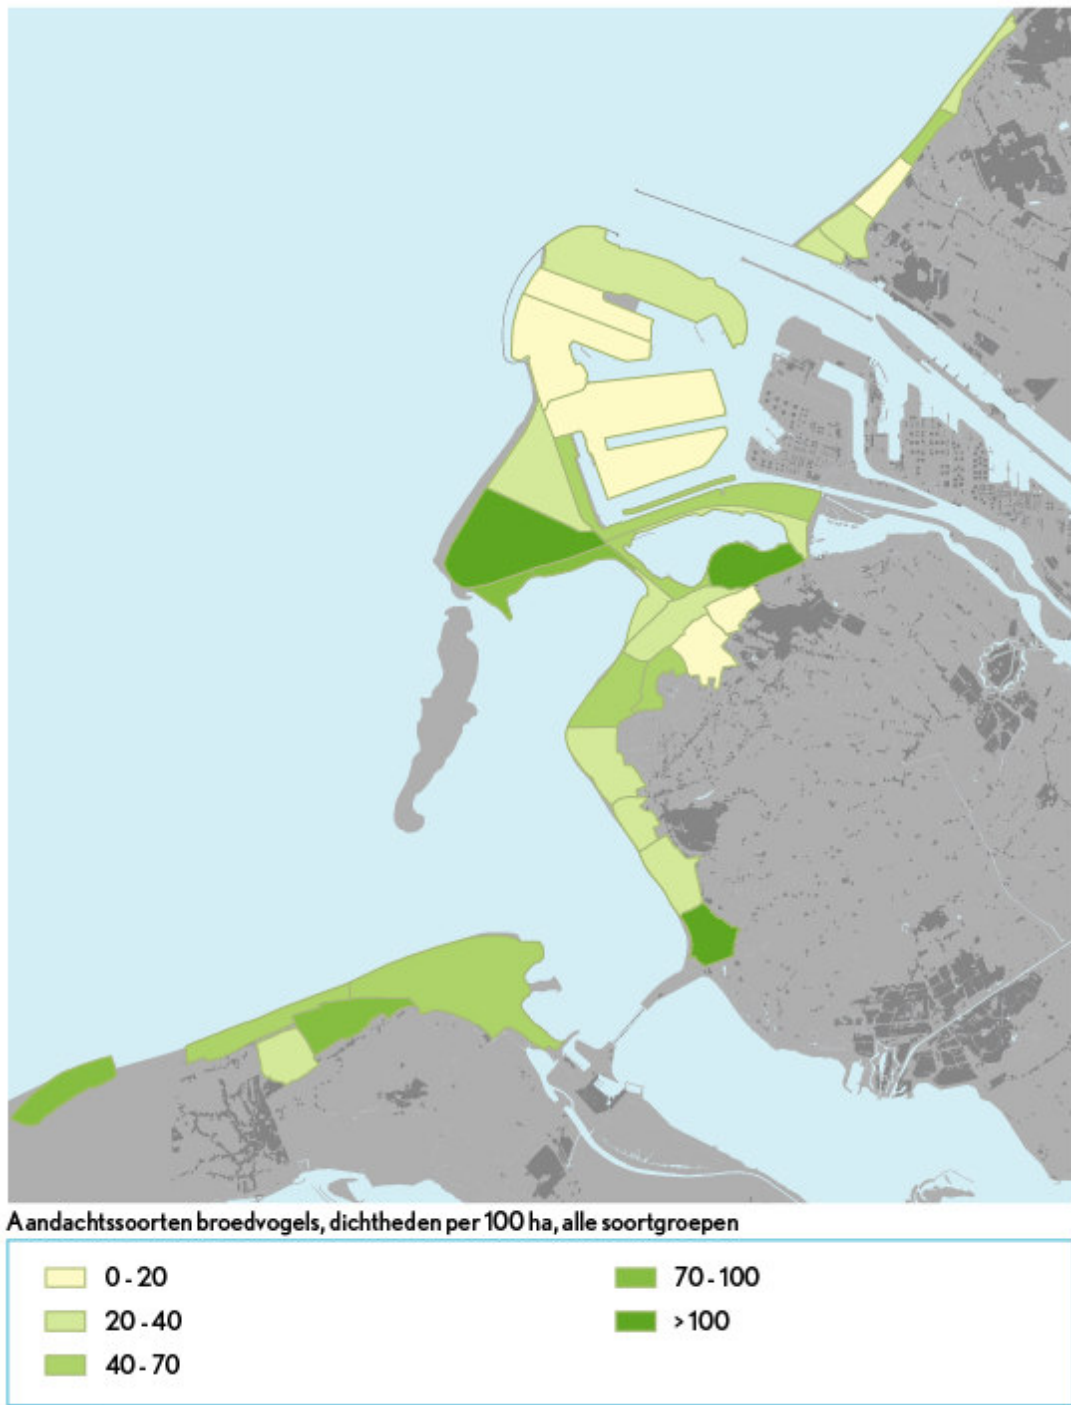 Aandachtssoorten broedvogels, dichtheden per 100 ha, alle soortgroepen
0 - 20
20 - 40
40 - 70
70 - 100
> 100